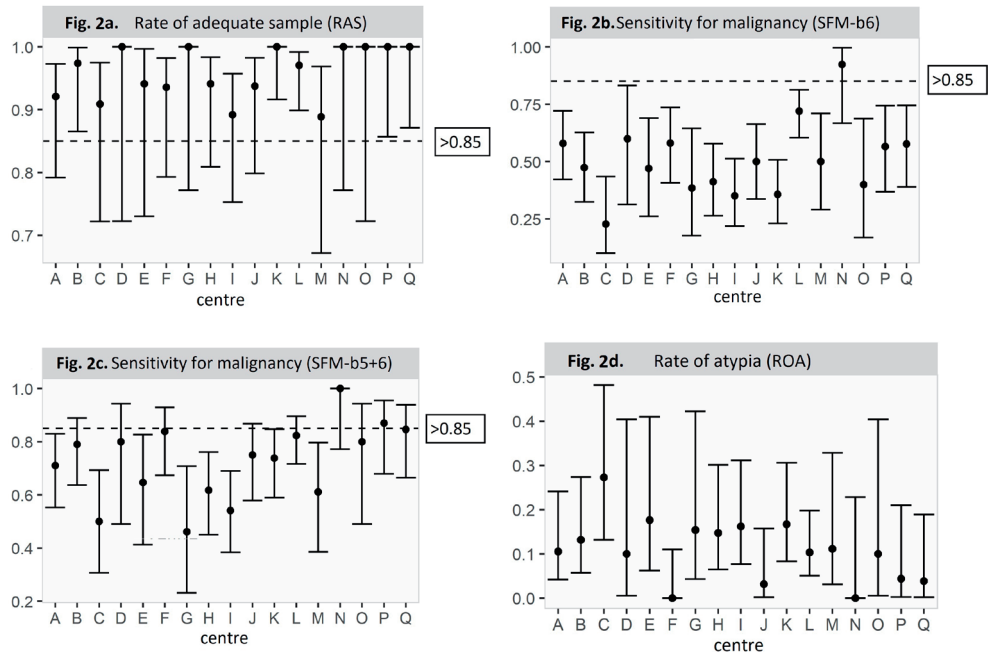 Fig. 2a. Rate of adequate sample (RAS)
1.0
0.9
0.8
0.7
>0.85
A B C D E F G H I J K L M N O P Q
centre
Fig. 2b. Sensitivity for malignancy (SFM-b6)
1.00
0.75
0.50
0.25
>0.85
A B C D E F G H I J K L M N O P Q
centre
Fig. 2c. Sensitivity for malignancy (SFM-b5+6)
1.0
0.8
0.6
0.4
0.2
>0.85
A B C D E F G H I J K L M N O P Q
centre
Fig. 2d. Rate of atypia (ROA)
0.5
0.4
0.3
0.2
0.1
0.0
A B C D E F G H I J K L M N O P Q
centre